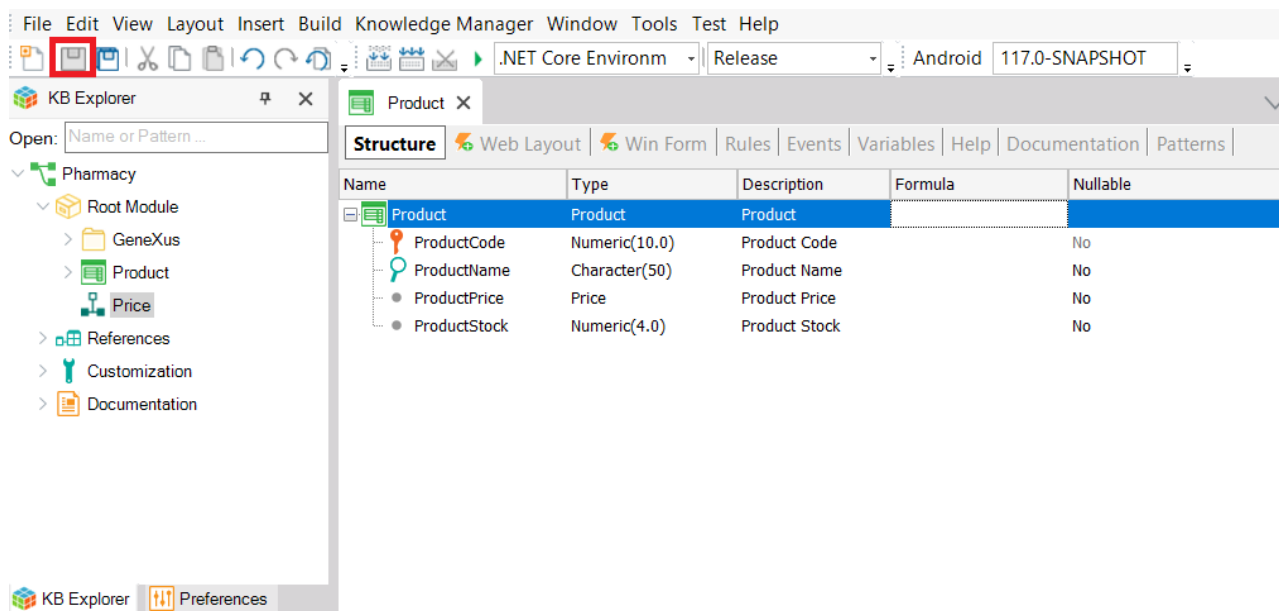 File Edit View Layout Insert Build Knowledge Manager Window Tools Test Help
.NET Core Environm Release Android 117.0-SNAPSHOT
KB Explorer
Product
Open: Name or Pattern ...
Structure Web Layout Win Form Rules Events Variables Help Documentation Patterns
Pharmacy
Root Module
GeneXus
Product
Price
References
Customization
Documentation
Name Type Description Formula Nullable
Product Product Product
ProductCode Numeric(10.0) Product Code No
ProductName Character(50) Product Name No
ProductPrice Price Product Price No
ProductStock Numeric(4.0) Product Stock No
KB Explorer Preferences